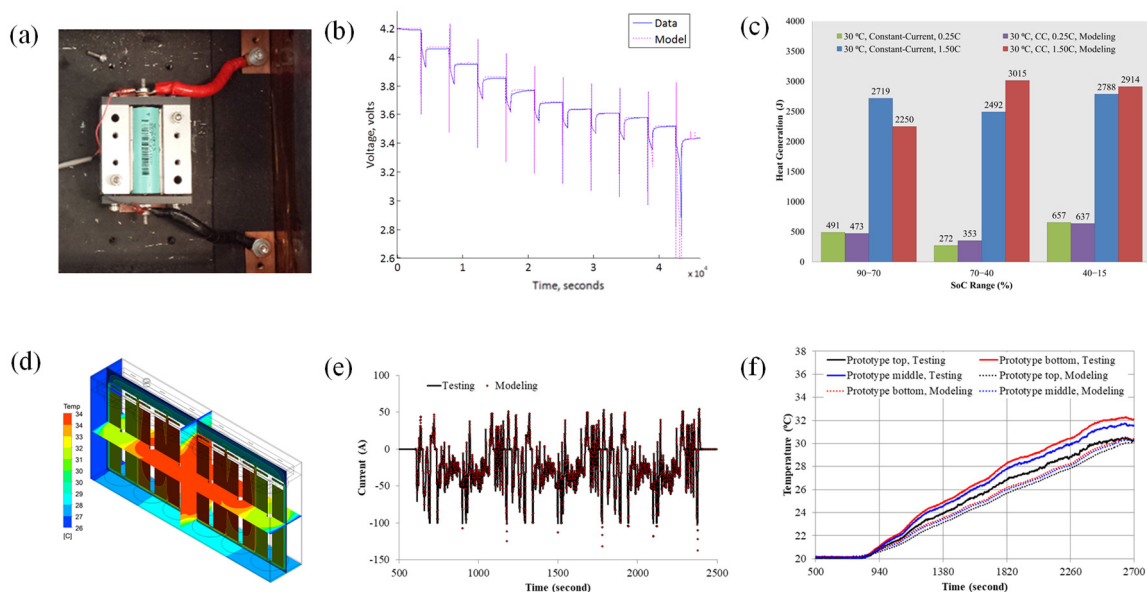 (a)
(b)
Data
Model
4.2
4
3.8
3.6
3.4
3.2
3
2.8
2.6
Voltage, volts
0 1 2 3 4
x 10⁴
Time, seconds
(c)
30 ºC, Constant-Current, 0.25C
30 ºC, CC, 0.25C, Modeling
30 ºC, Constant-Current, 1.50C
30 ºC, CC, 1.50C, Modeling
4000
3500
3000
2500
2000
1500
1000
500
0
Heat Generation (J)
491 473 2719 2250
272 353 2492 3015
657 637 2788 2914
90−70 70−40 40−15
SoC Range (%)
(d)
Temp
34
34
33
32
31
30
30
29
28
27
26
[C]
(e)
Testing Modeling
100
50
0
-50
-100
-150
Current (A)
500 1000 1500 2000 2500
Time (second)
(f)
Prototype top, Testing
Prototype bottom, Testing
Prototype middle, Testing
Prototype top, Modeling
Prototype bottom, Modeling
Prototype middle, Modeling
38
36
34
32
30
28
26
24
22
20
Temperature (ºC)
500 940 1380 1820 2260 2700
Time (second)